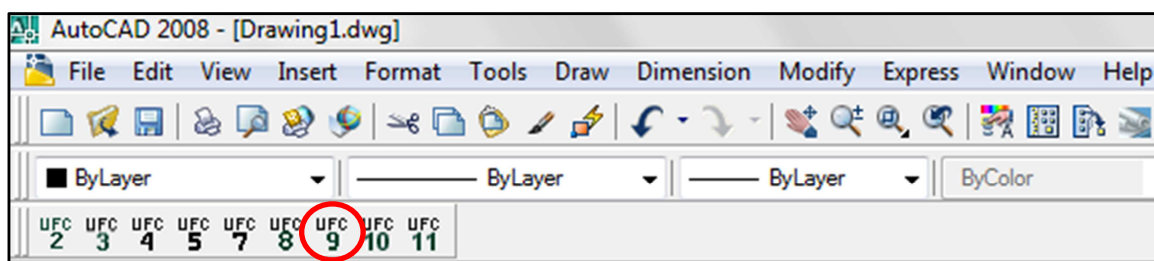 AutoCAD 2008 - [Drawing1.dwg]
File Edit View Insert Format Tools Draw Dimension Modify Express Window Help
ByLayer ByLayer ByLayer ByColor
UFC UFC UFC UFC UFC UFC UFC UFC UFC
2 3 4 5 7 8 9 10 11